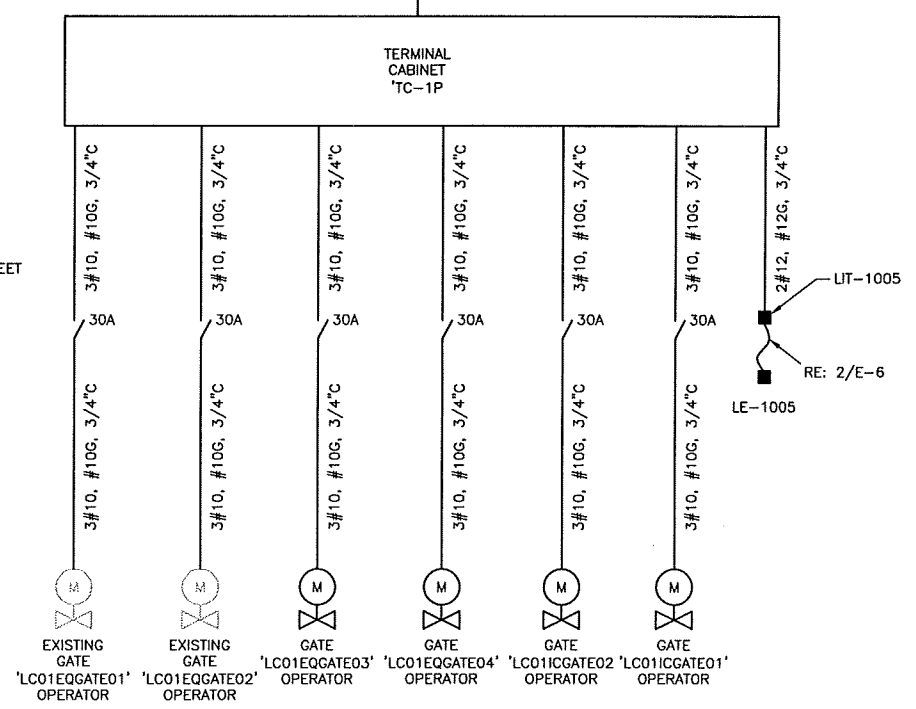 TERMINAL
CABINET
'TC-1P
3#10, #10G, 3/4"C
3#10, #10G, 3/4"C
3#10, #10G, 3/4"C
3#10, #10G, 3/4"C
3#10, #10G, 3/4"C
3#10, #10G, 3/4"C
2#12, #12G, 3/4"C
EET
LIT-1005
30A
30A
30A
30A
30A
30A
RE: 2/E-6
LE-1005
3#10, #10G, 3/4"C
3#10, #10G, 3/4"C
3#10, #10G, 3/4"C
3#10, #10G, 3/4"C
3#10, #10G, 3/4"C
3#10, #10G, 3/4"C
M
M
M
M
M
M
EXISTING
GATE
'LC01EQGATE01'
OPERATOR
EXISTING
GATE
'LC01EQGATE02'
OPERATOR
GATE
'LC01EQGATE03'
OPERATOR
GATE
'LC01EQGATE04'
OPERATOR
GATE
'LC01ICGATE02
OPERATOR
GATE
'LC01ICGATE01'
OPERATOR